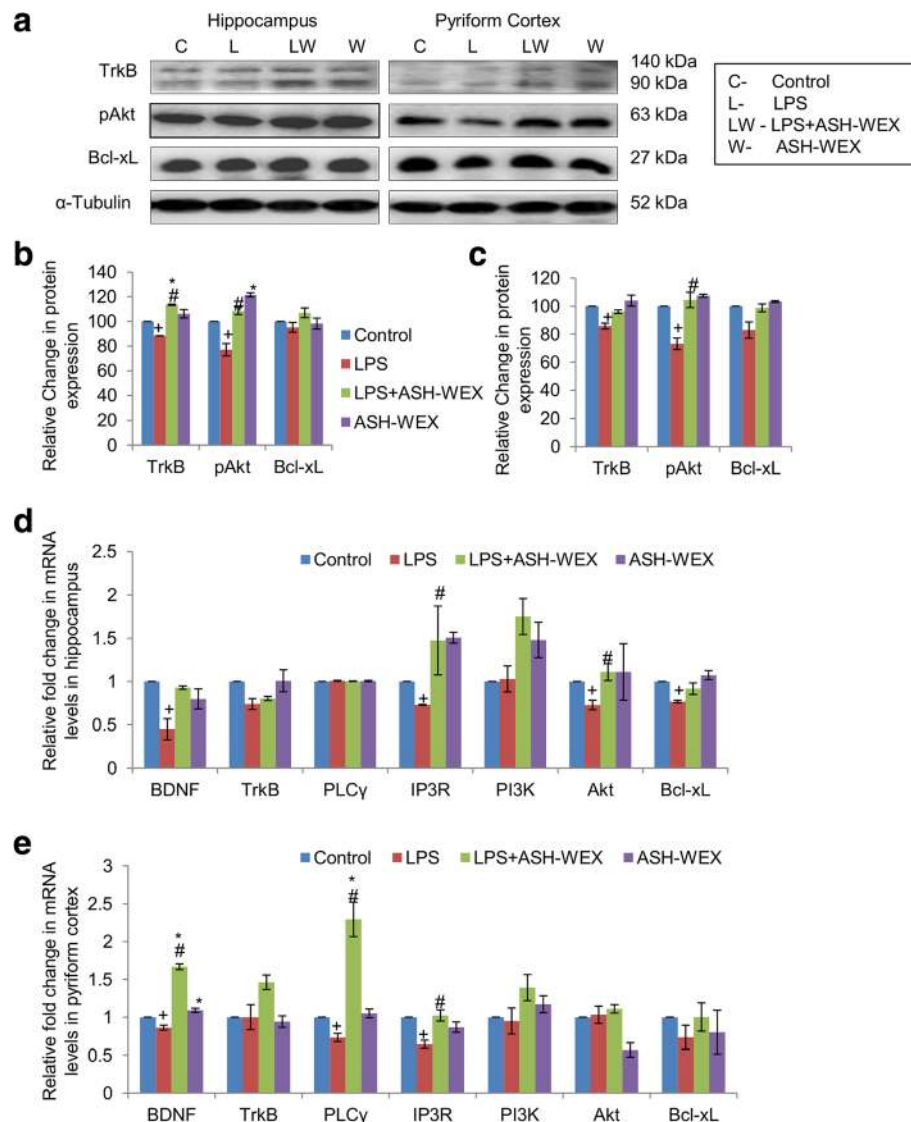 a
Hippocampus Pyriform Cortex
C L LW W C L LW W
TrkB 140 kDa
90 kDa
pAkt 63 kDa
Bcl-xL 27 kDa
α-Tubulin 52 kDa
C- Control
L- LPS
LW - LPS+ASH-WEX
W- ASH-WEX
b
Relative Change in protein
expression
140
120
100
80
60
40
20
0
* # + # * +
TrkB pAkt Bcl-xL
Control
LPS
LPS+ASH-WEX
ASH-WEX
c
Relative Change in protein
expression
120
100
80
60
40
20
0
+ # +
TrkB pAkt Bcl-xL
d
Relative fold change in mRNA
levels in hippocampus
2.5
2
1.5
1
0.5
0
Control LPS LPS+ASH-WEX ASH-WEX
+ # + # + +
BDNF TrkB PLCγ IP3R PI3K Akt Bcl-xL
e
Relative fold change in mRNA
levels in pyriform cortex
3
2.5
2
1.5
1
0.5
0
Control LPS LPS+ASH-WEX ASH-WEX
* # + * * # + # +
BDNF TrkB PLCγ IP3R PI3K Akt Bcl-xL